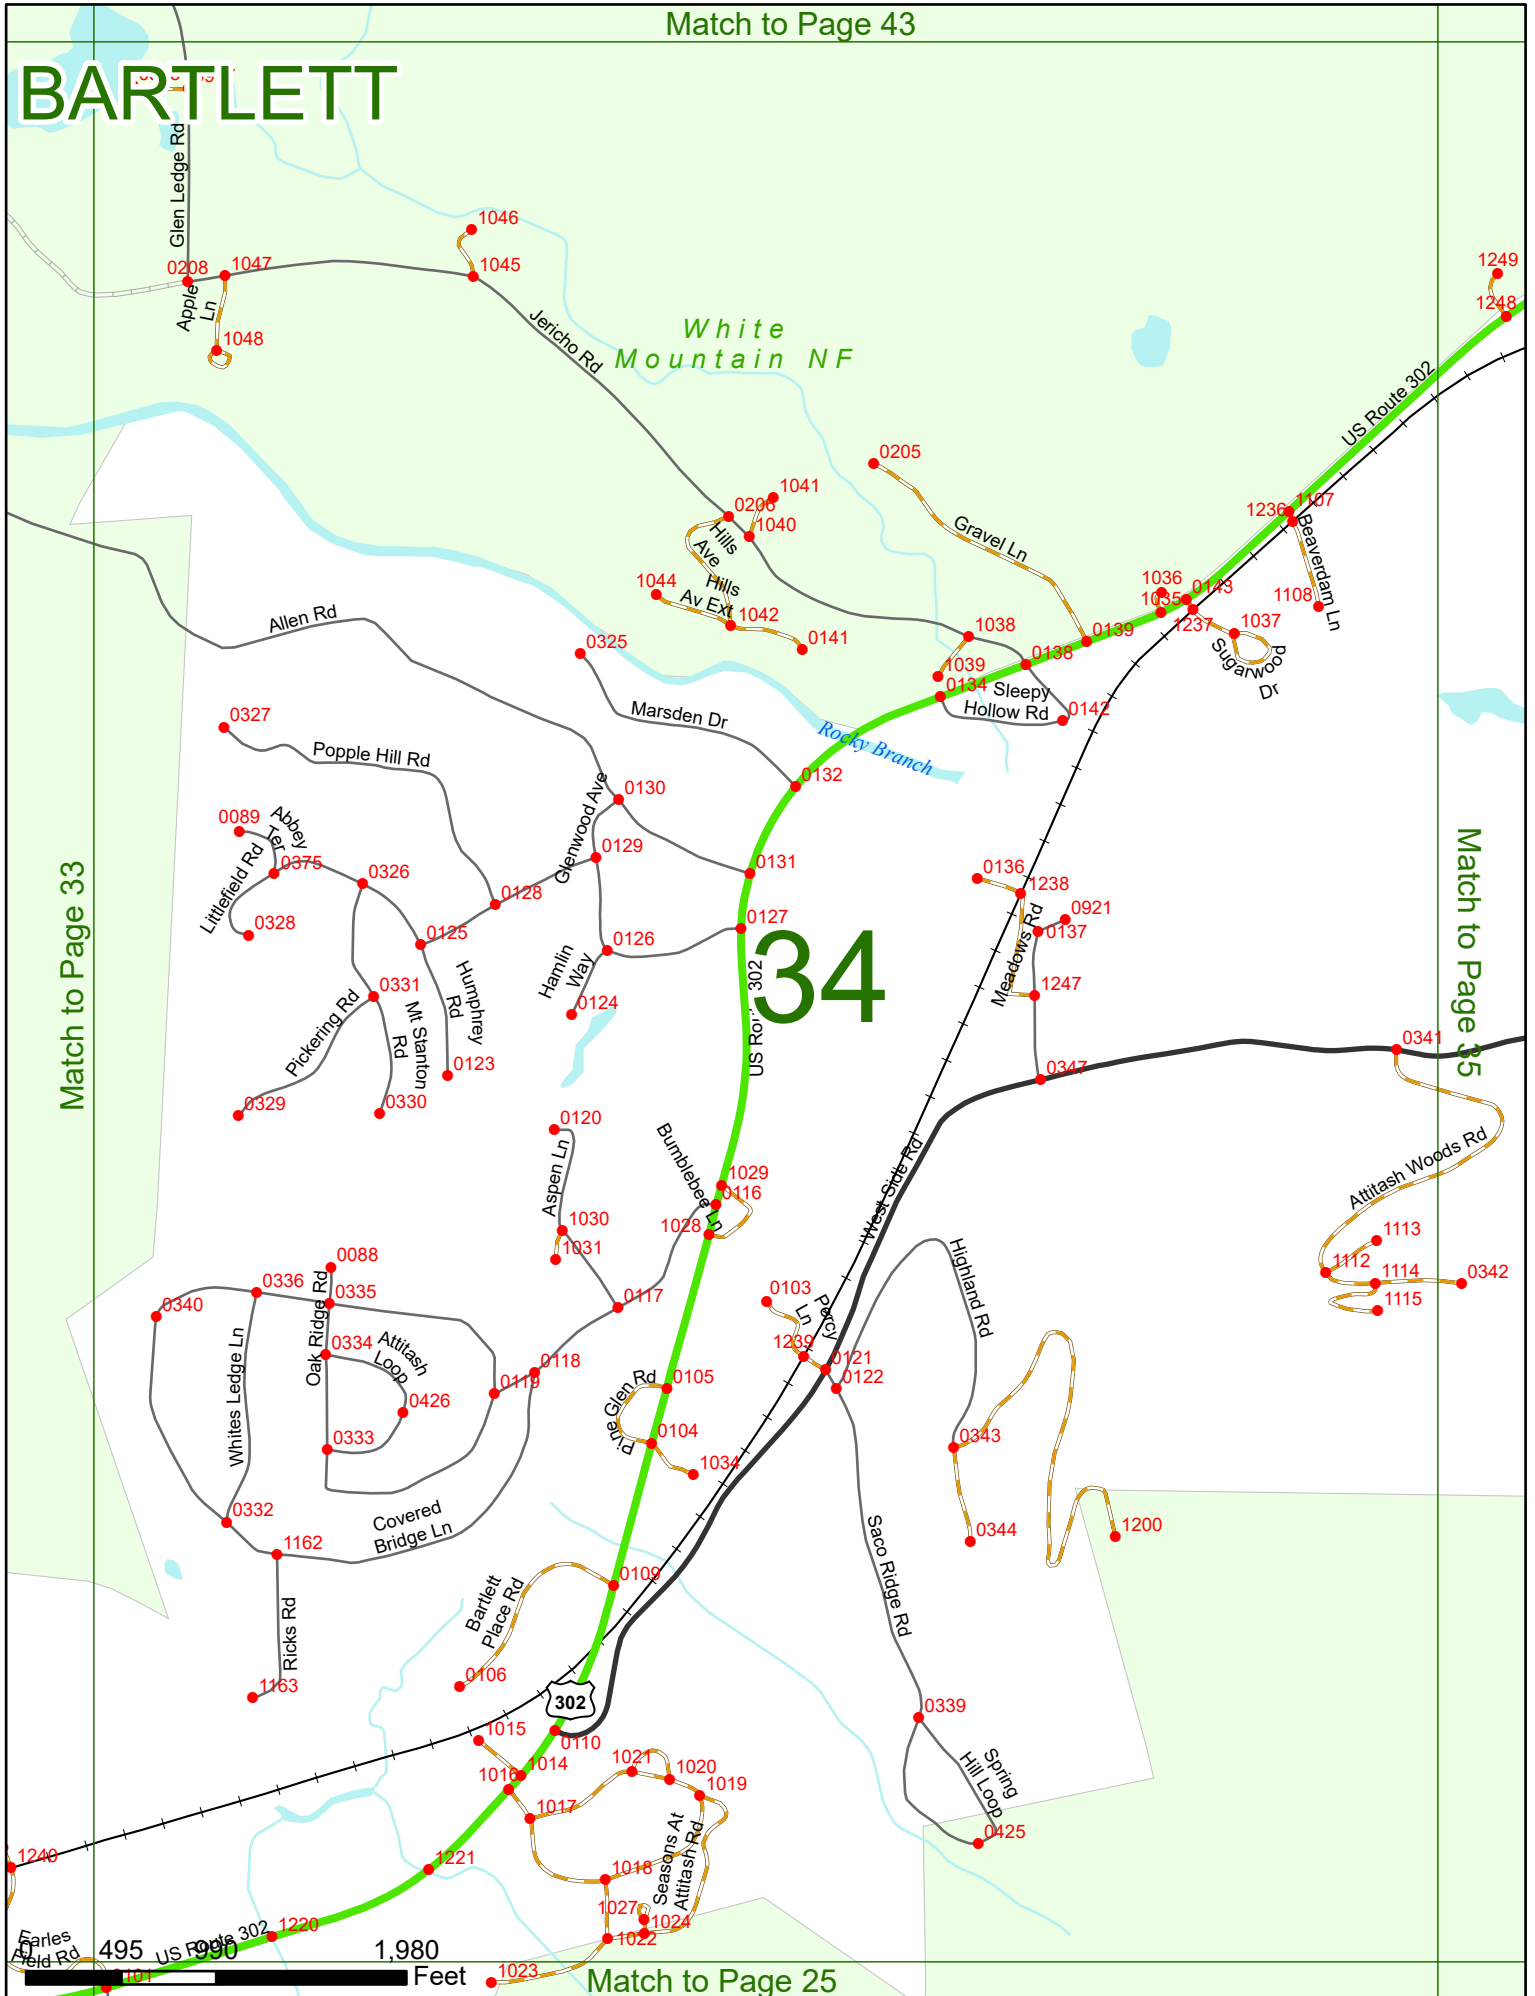 Match to Page 43
BARTLETT
Glen Ledge Rd
1046
0208
1047
1045
Apple
Ln
1048
1249
1248
Jericho Rd
White
Mountain NF
US Route 302
0205
1041
0206
1040
Hills
Ave
Gravel Ln
1236
1107
Beaverdam Ln
1108
1044
Hills
Av Ext
1042
0141
1036
0143
1035
1237
1037
Sugarwood
Dr
Allen Rd
0325
1038
0139
0138
1039
0134
Sleepy
Hollow Rd
0142
0327
Marsden Dr
Rocky Branch
Popple Hill Rd
0132
0130
Glenwood Ave
0089
Abbey
Ter
0375
Littlefield Rd
0326
0129
0131
0128
0328
0125
0127
0126
Hamlin
Way
0124
34
US Route 302
0136
1238
0921
0137
Meadows Rd
1247
Match to Page 33
Match to Page 35
0331
Pickering Rd
Mt Stanton
Rd
Humphrey
Rd
0123
0329
0330
0347
0341
0120
Aspen Ln
Bumblebee Ln
1029
0116
1028
1030
1031
West Side Rd
Attitash Woods Rd
1113
1112
1114
0342
1115
0088
0336
0335
0340
Oak Ridge Rd
0334
Attitash
Loop
0426
Whites Ledge Ln
0333
0117
0118
0119
0103
Percy
Ln
1239
0121
0122
Highland Rd
0105
Pine Glen Rd
0104
1034
0343
0344
1200
0332
1162
Covered
Bridge Ln
Ricks Rd
1163
0109
Bartlett
Place Rd
0106
Saco Ridge Rd
302
0110
1015
1014
1016
0339
Spring
Hill Loop
0425
1021
1020
1019
1017
1018
Seasons At
Attitash Rd
1027
1024
1022
1023
1240
1221
1220
US Route 302
Earles
Field Rd
0
495
990
1,980
Feet
Match to Page 25